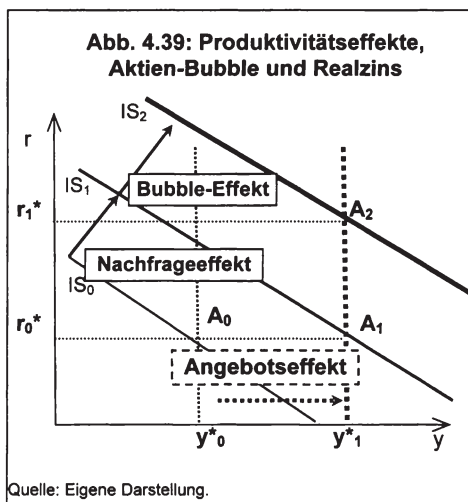 Abb. 4.39: Produktivitätseffekte,
Aktien-Bubble und Realzins
IS₂
r
IS₁
Bubble-Effekt
r₁*
A₂
Nachfrageeffekt
IS₀
A₀
A₁
r₀*
Angebotseffekt
y*₀
y*₁
y
Quelle: Eigene Darstellung.